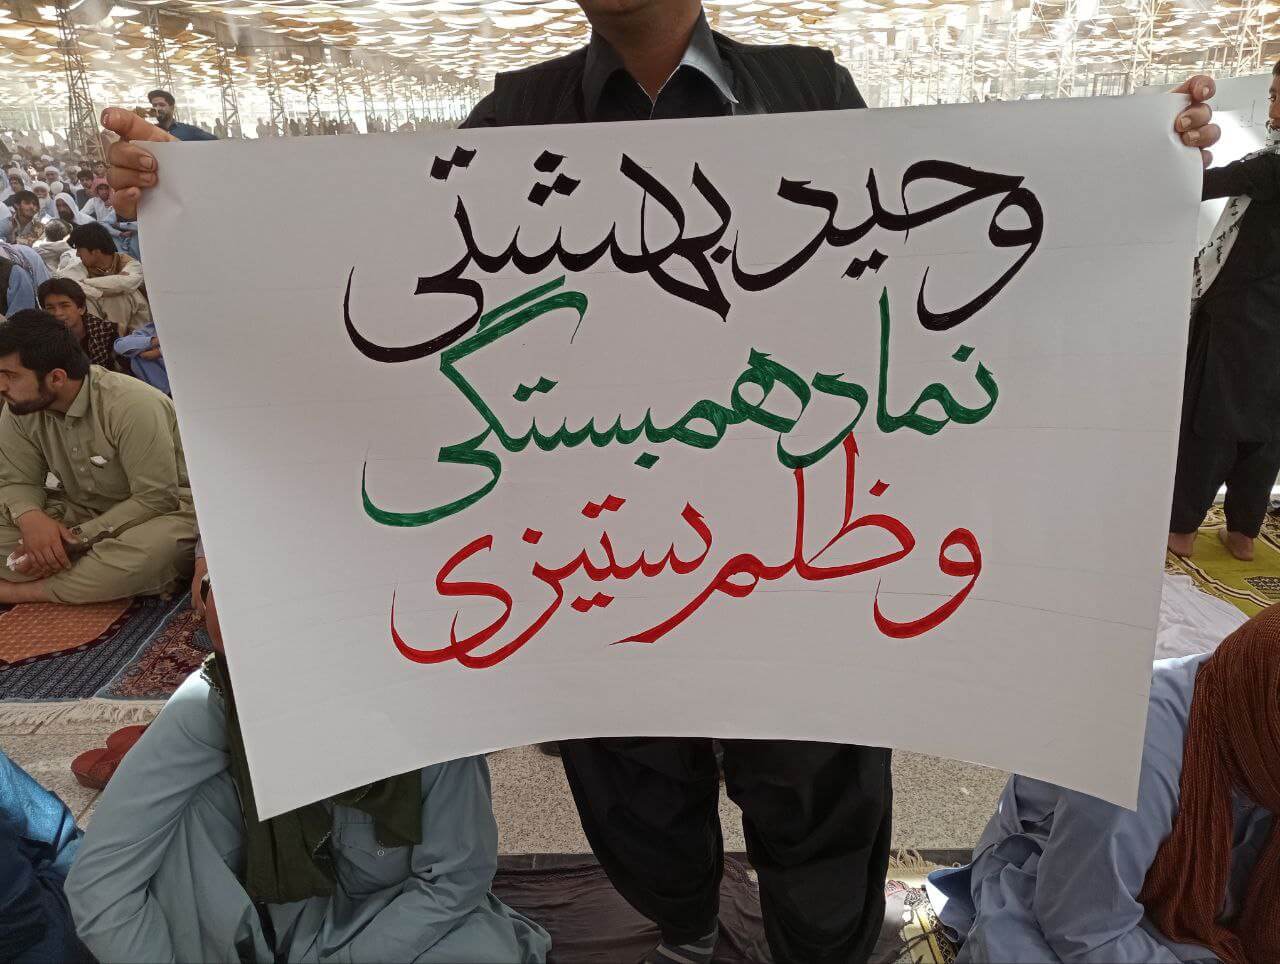 وحید بهشتی
نماد همبستگی
و ظلم ستیزی